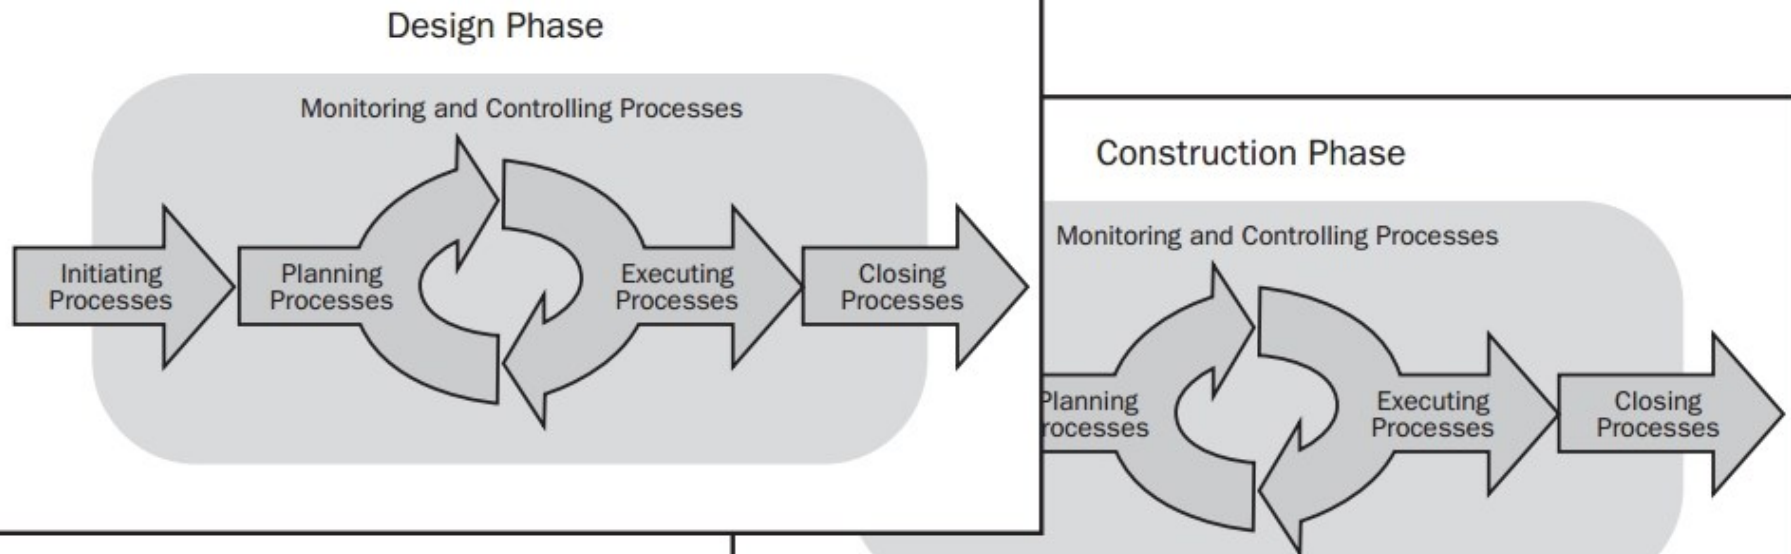 Design Phase
Monitoring and Controlling Processes
Initiating
Processes
Planning
Processes
Executing
Processes
Closing
Processes
Construction Phase
Monitoring and Controlling Processes
Planning
rocesses
Executing
Processes
Closing
Processes